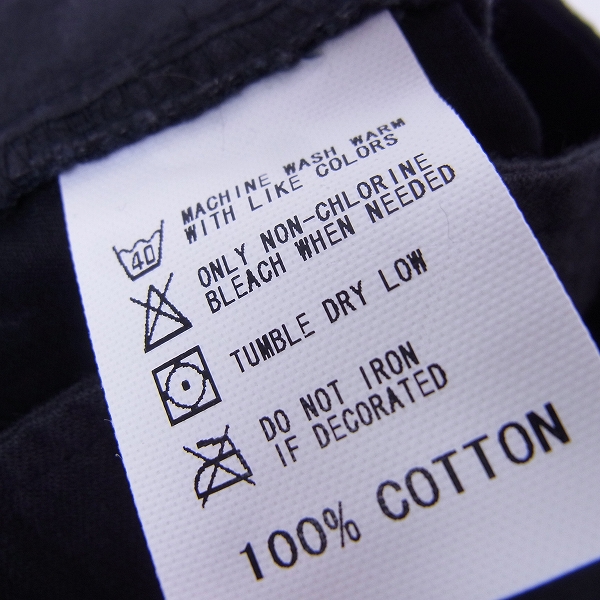 MACHINE WASH WARM
WITH LIKE COLORS
40
ONLY NON-CHLORINE
BLEACH WHEN NEEDED
TUMBLE DRY LOW
DO NOT IRON
IF DECORATED
100% COTTON